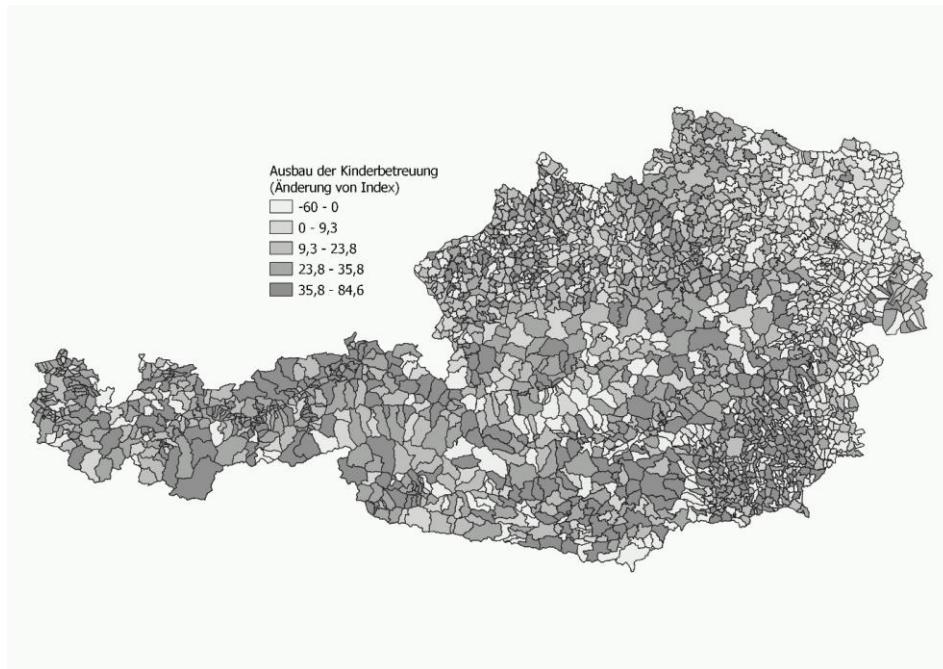 Ausbau der Kinderbetreuung
(Änderung von Index)
-60 - 0
0 - 9,3
9,3 - 23,8
23,8 - 35,8
35,8 - 84,6